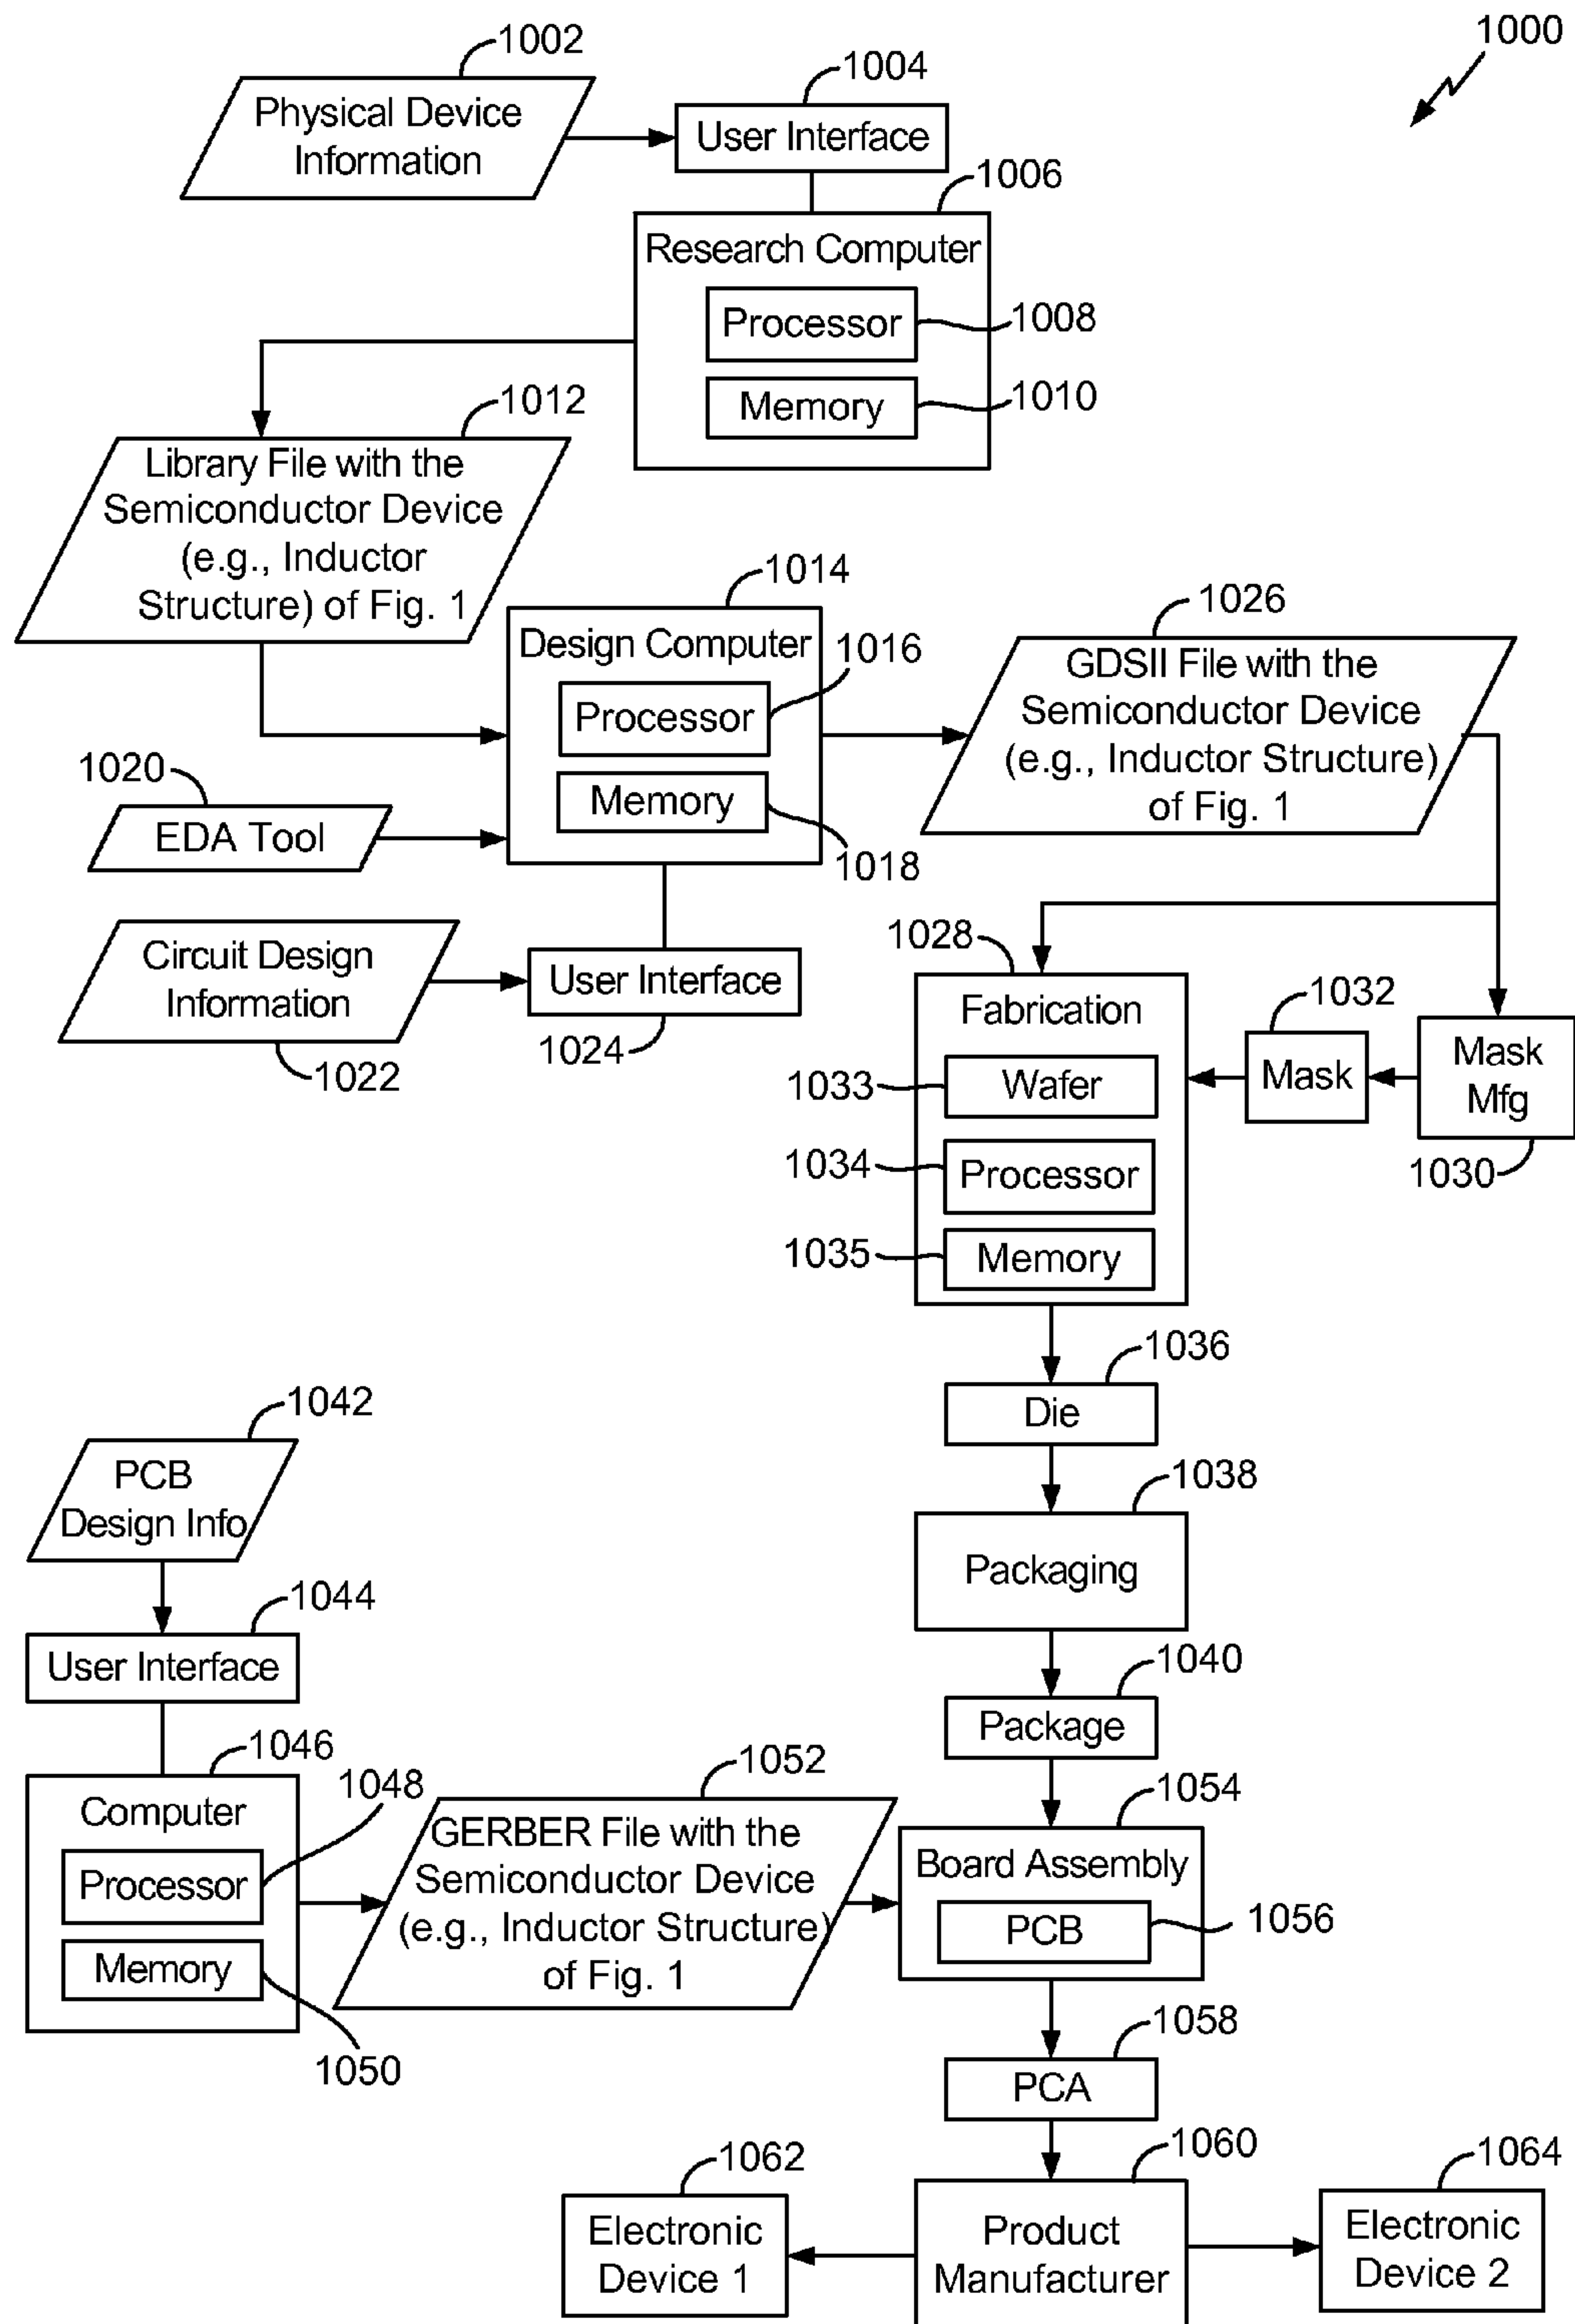 1000
1002
Physical Device
Information
1004
User Interface
1006
Research Computer
Processor
1008
Memory
1010
1012
Library File with the
Semiconductor Device
(e.g., Inductor
Structure) of Fig. 1
1014
Design Computer
1016
Processor
Memory
1018
1020
EDA Tool
Circuit Design
Information
1022
User Interface
1024
1026
GDSII File with the
Semiconductor Device
(e.g., Inductor Structure)
of Fig. 1
1028
Fabrication
1033
Wafer
1034
Processor
1035
Memory
1032
Mask
Mask
Mfg
1030
1036
Die
1038
Packaging
1040
Package
1042
PCB
Design Info
1044
User Interface
1046
Computer
1048
Processor
Memory
1050
1052
GERBER File with the
Semiconductor Device
(e.g., Inductor Structure)
of Fig. 1
1054
Board Assembly
PCB
1056
1058
PCA
1060
Product
Manufacturer
1062
Electronic
Device 1
1064
Electronic
Device 2